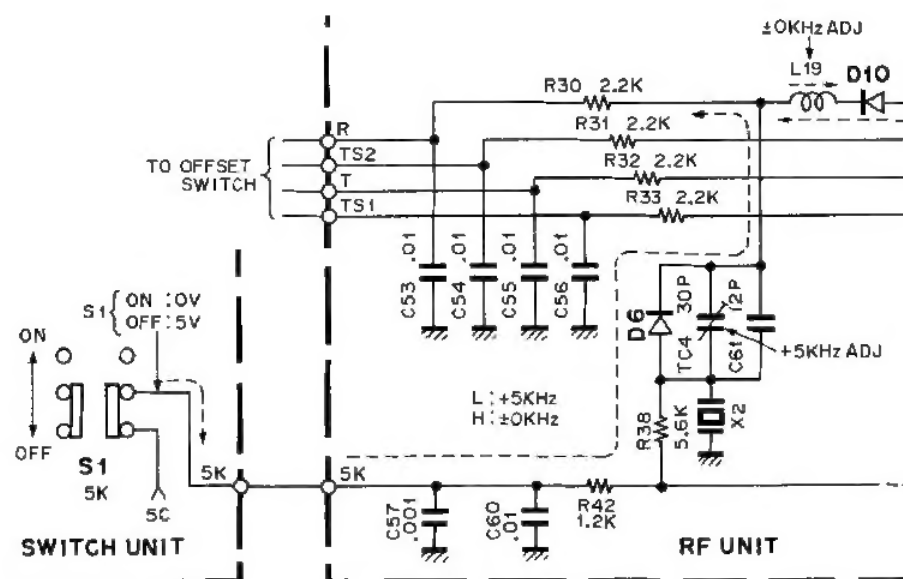 ±0KHz ADJ
L19
D10
R30 2.2K
R31 2.2K
R32 2.2K
R33 2.2K
R
TS2
T
TS1
TO OFFSET
SWITCH
C53 .01
C54 .01
C55 .01
C56 .01
S1 { ON :0V
OFF:5V
ON
OFF
S1
5K
5C
5K
5K
L:+5KHz
H:±0KHz
D6
TC4 30P
C61 12P
+5KHz ADJ
R38
5.6K
X2
C57
.001
C60
.01
R42
1.2K
SWITCH UNIT
RF UNIT